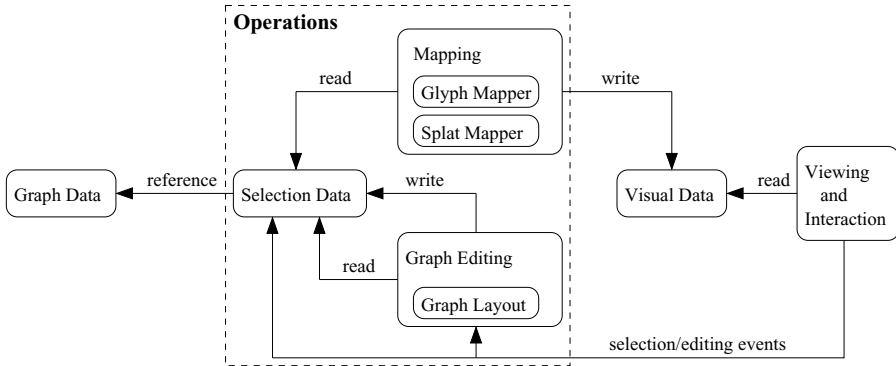 Operations
Mapping
read
Glyph Mapper
write
Splat Mapper
Graph Data
reference
Selection Data
write
Visual Data
read
Viewing
and
Interaction
Graph Editing
read
Graph Layout
selection/editing events